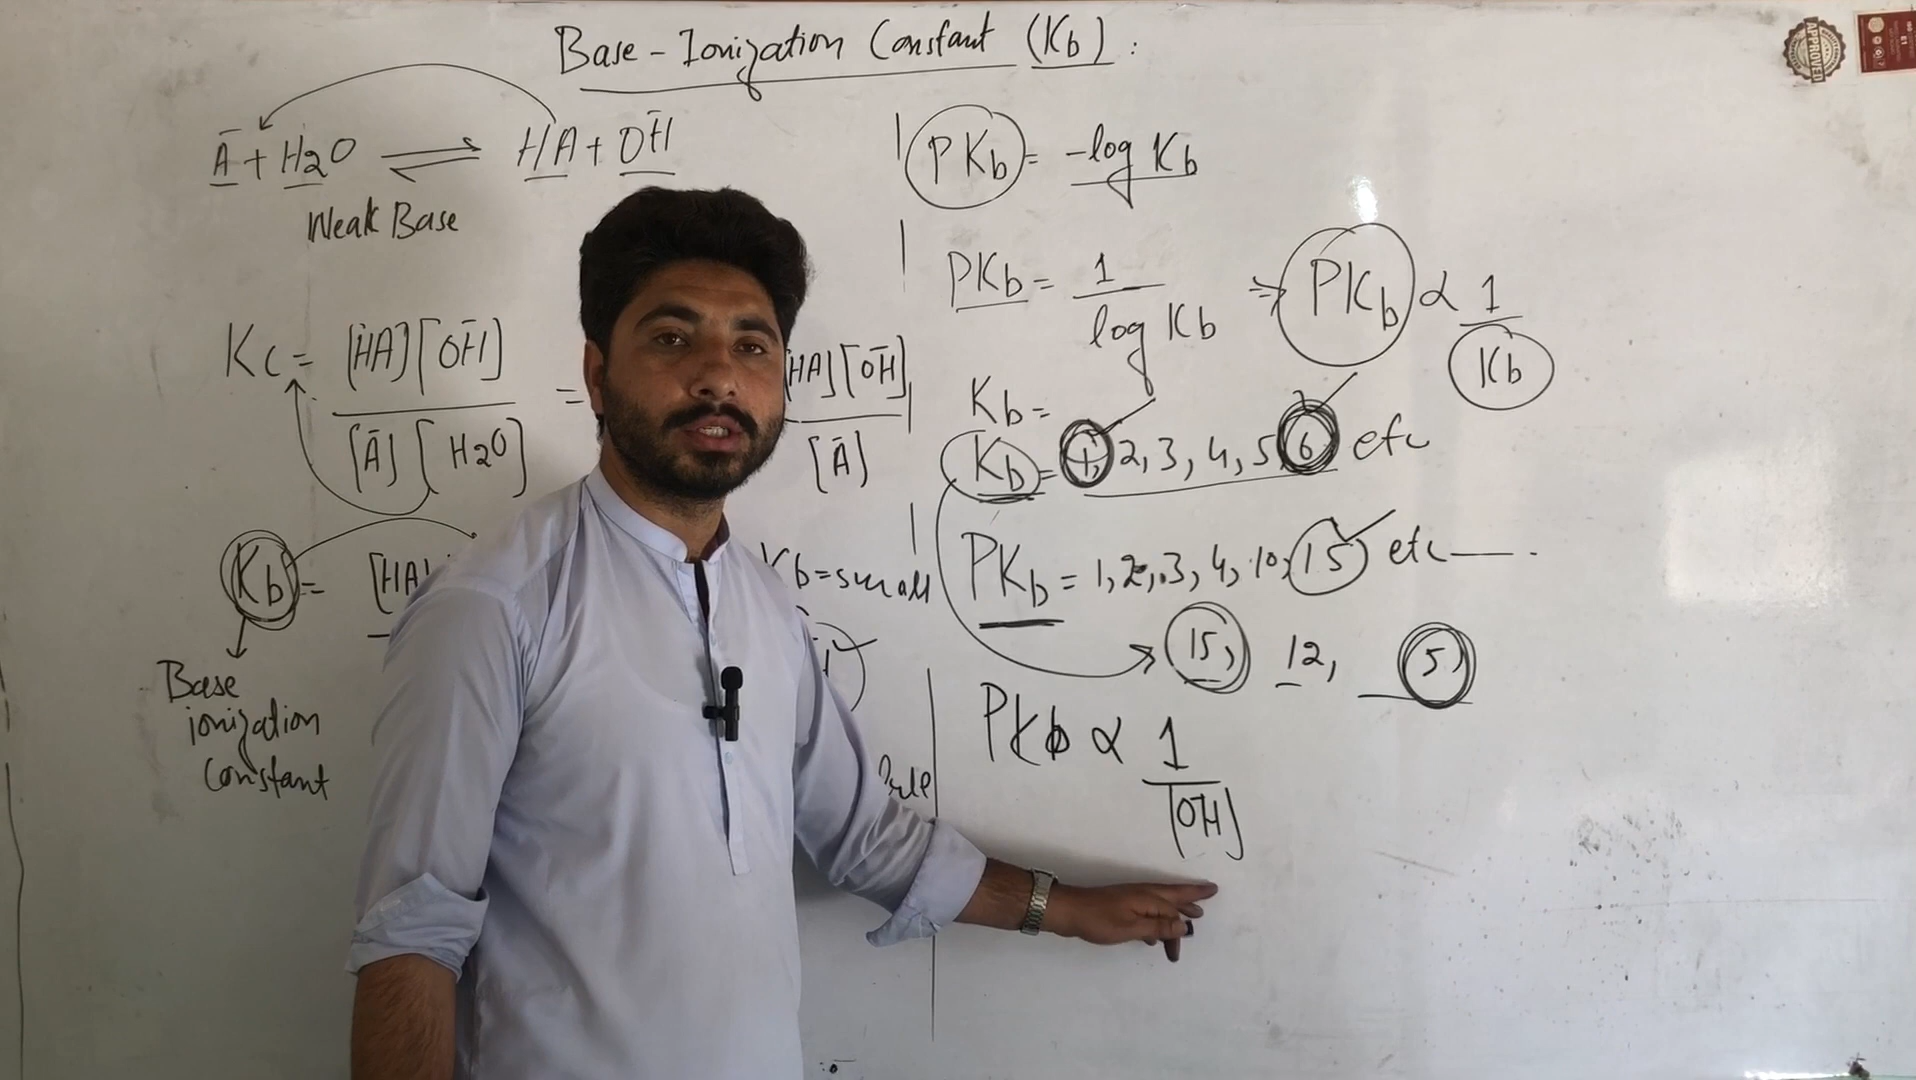 Base-Ionization Constant (Kb):
A⁻ + H2O ⇌ HA + OH⁻
Weak Base
Kc = [HA][OH⁻] / [A⁻][H2O] = [HA][OH⁻] / [A⁻]
Kb = [HA]
Kb=small
Base
ionization
Constant
PKb = -log Kb
PKb = 1 / log Kb ⇒ PKb ∝ 1 / Kb
Kb =
Kb = 1, 2, 3, 4, 5, 6 etc
PKb = 1, 2, 3, 4, 10, 15 etc
15, 12, 5,
PKb ∝ 1 / [OH⁻]
APPROVED